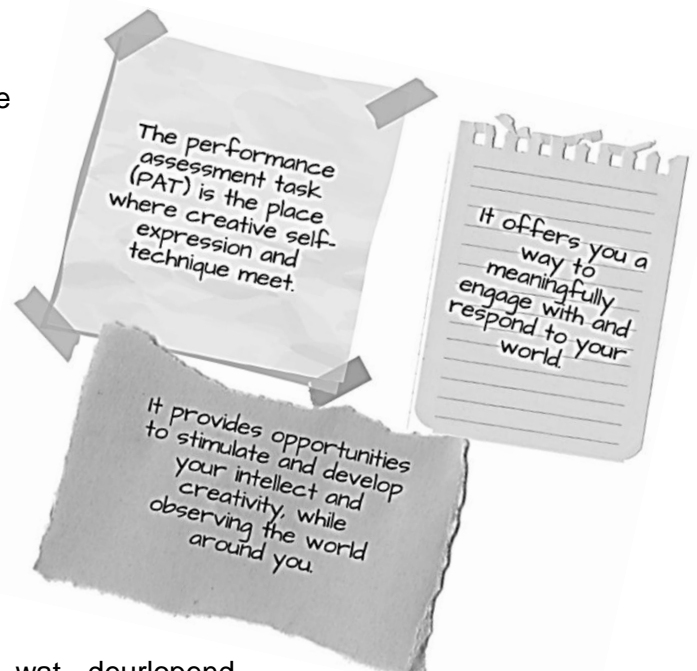 e
The performance
assessment task
(PAT) is the place
where creative self-
expression and
technique meet.
It offers you a
way to
meaningfully
engage with and
respond to your
world.
It provides opportunities
to stimulate and develop
your intellect and
creativity, while
observing the world
around you.
wat deurlopend